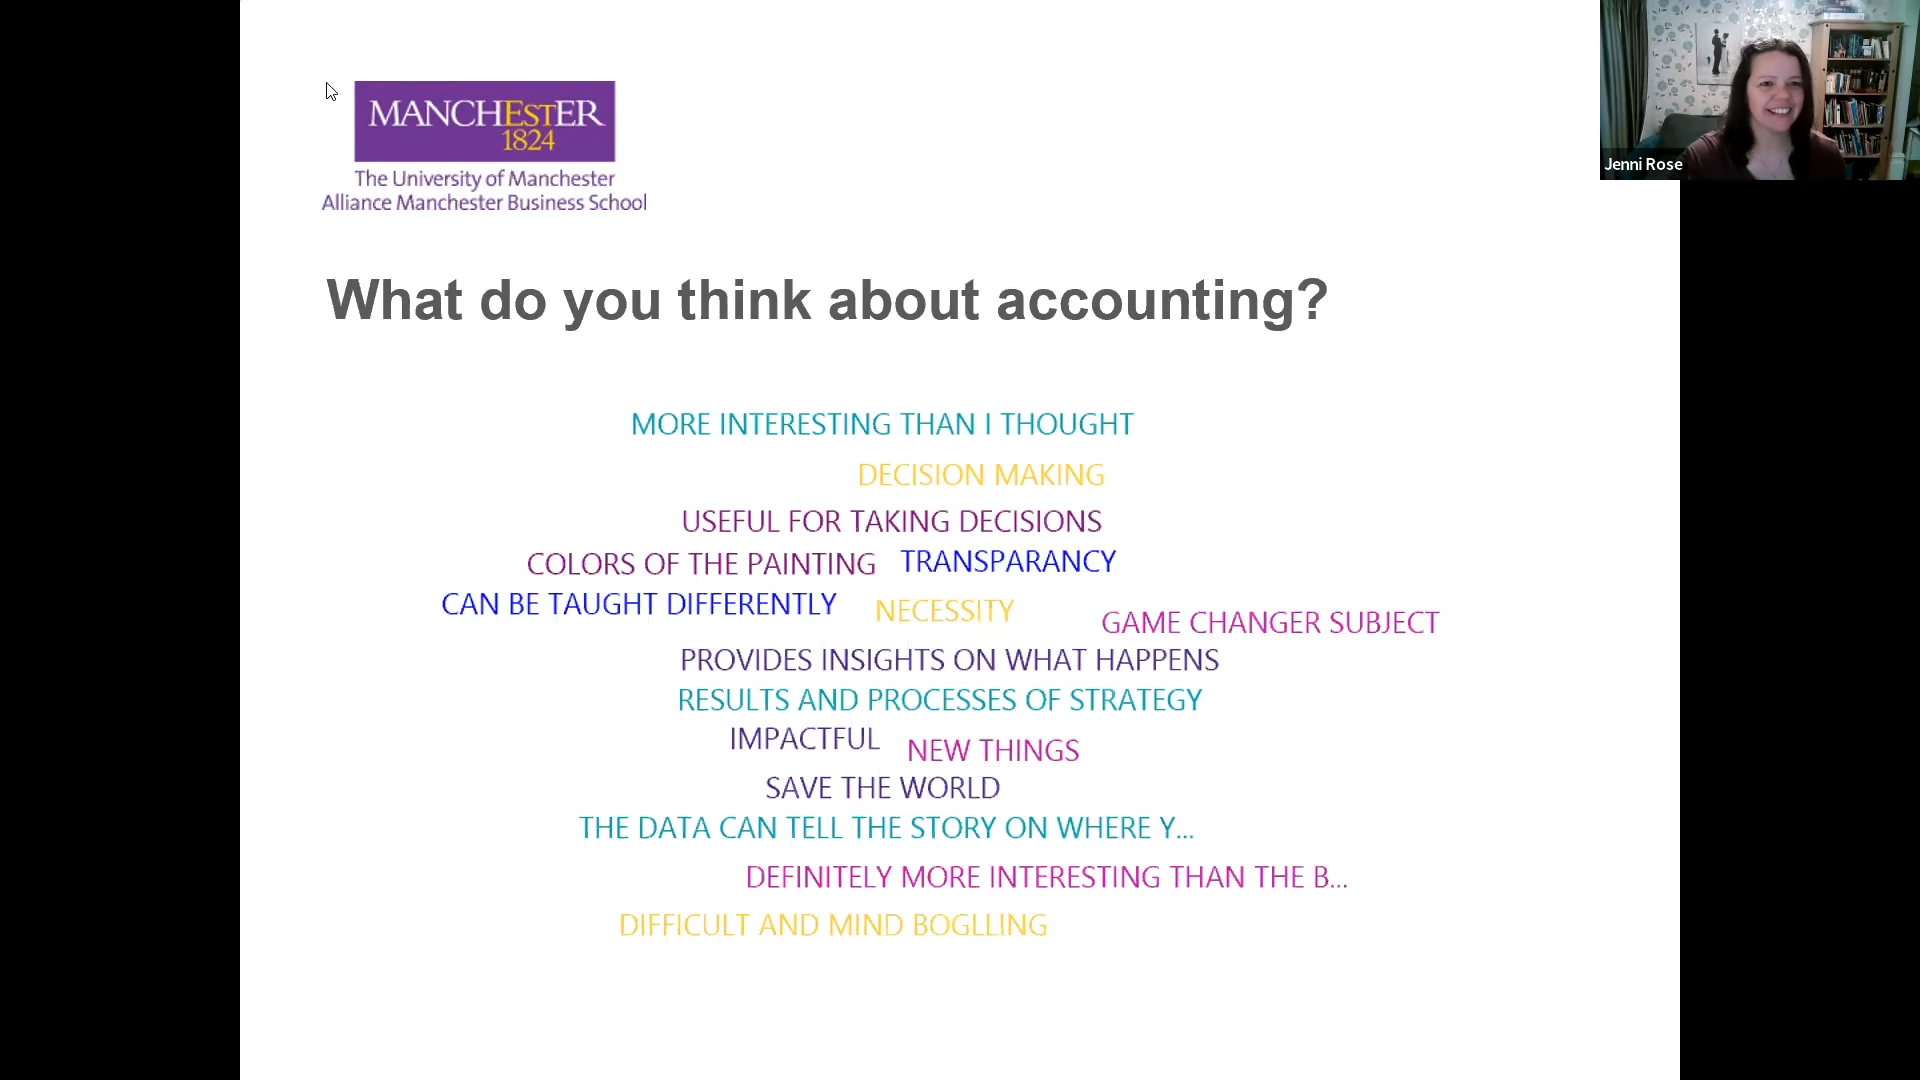 MANCHESTER
1824
The University of Manchester
Alliance Manchester Business School
Jenni Rose
What do you think about accounting?
MORE INTERESTING THAN I THOUGHT
DECISION MAKING
USEFUL FOR TAKING DECISIONS
COLORS OF THE PAINTING
TRANSPARANCY
CAN BE TAUGHT DIFFERENTLY
NECESSITY
GAME CHANGER SUBJECT
PROVIDES INSIGHTS ON WHAT HAPPENS
RESULTS AND PROCESSES OF STRATEGY
IMPACTFUL
NEW THINGS
SAVE THE WORLD
THE DATA CAN TELL THE STORY ON WHERE Y...
DEFINITELY MORE INTERESTING THAN THE B...
DIFFICULT AND MIND BOGLLING